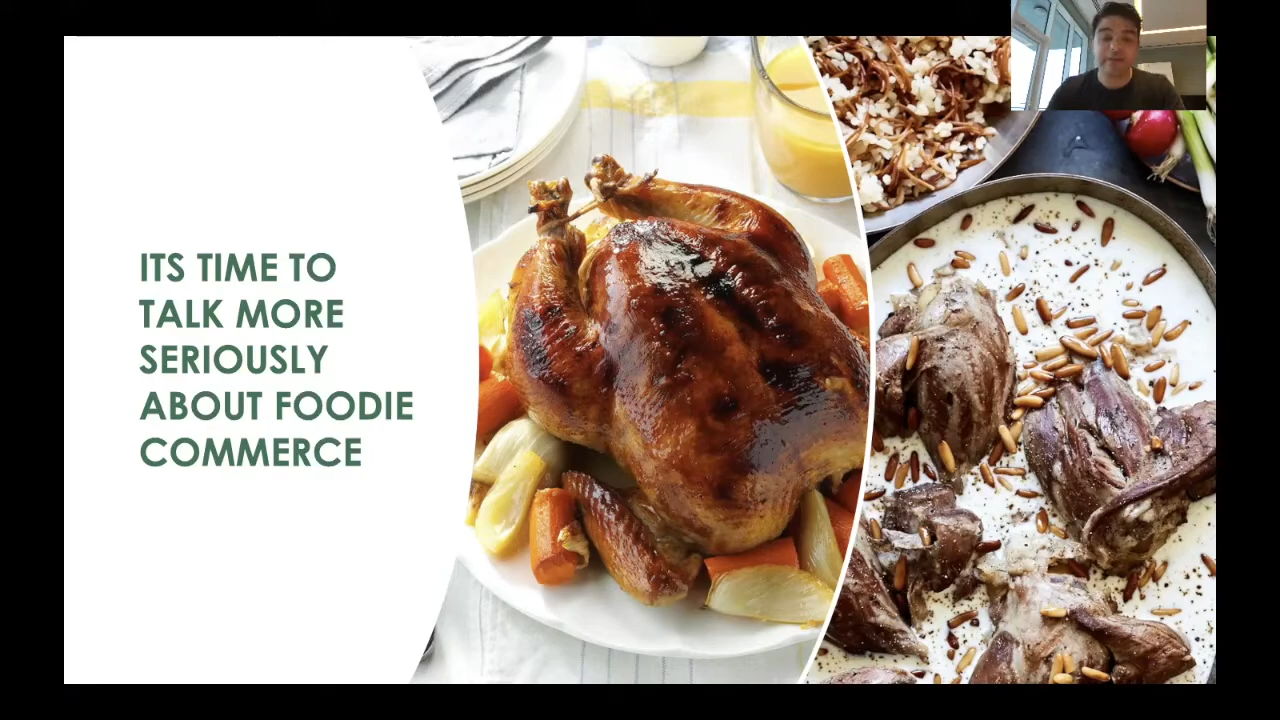 ITS TIME TO
TALK MORE
SERIOUSLY
ABOUT FOODIE
COMMERCE